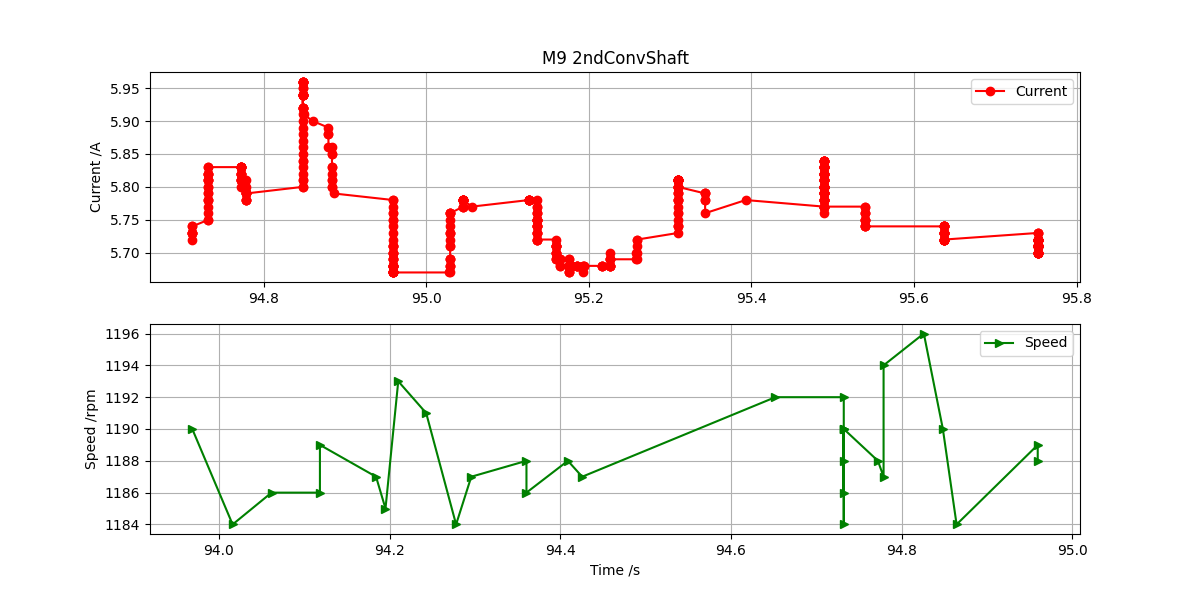 M9 2ndConvShaft
5.95
5.90
5.85
5.80
5.75
5.70
Current /A
Current
94.8 95.0 95.2 95.4 95.6 95.8
1196
1194
1192
1190
1188
1186
1184
Speed /rpm
Speed
94.0 94.2 94.4 94.6 94.8 95.0
Time /s